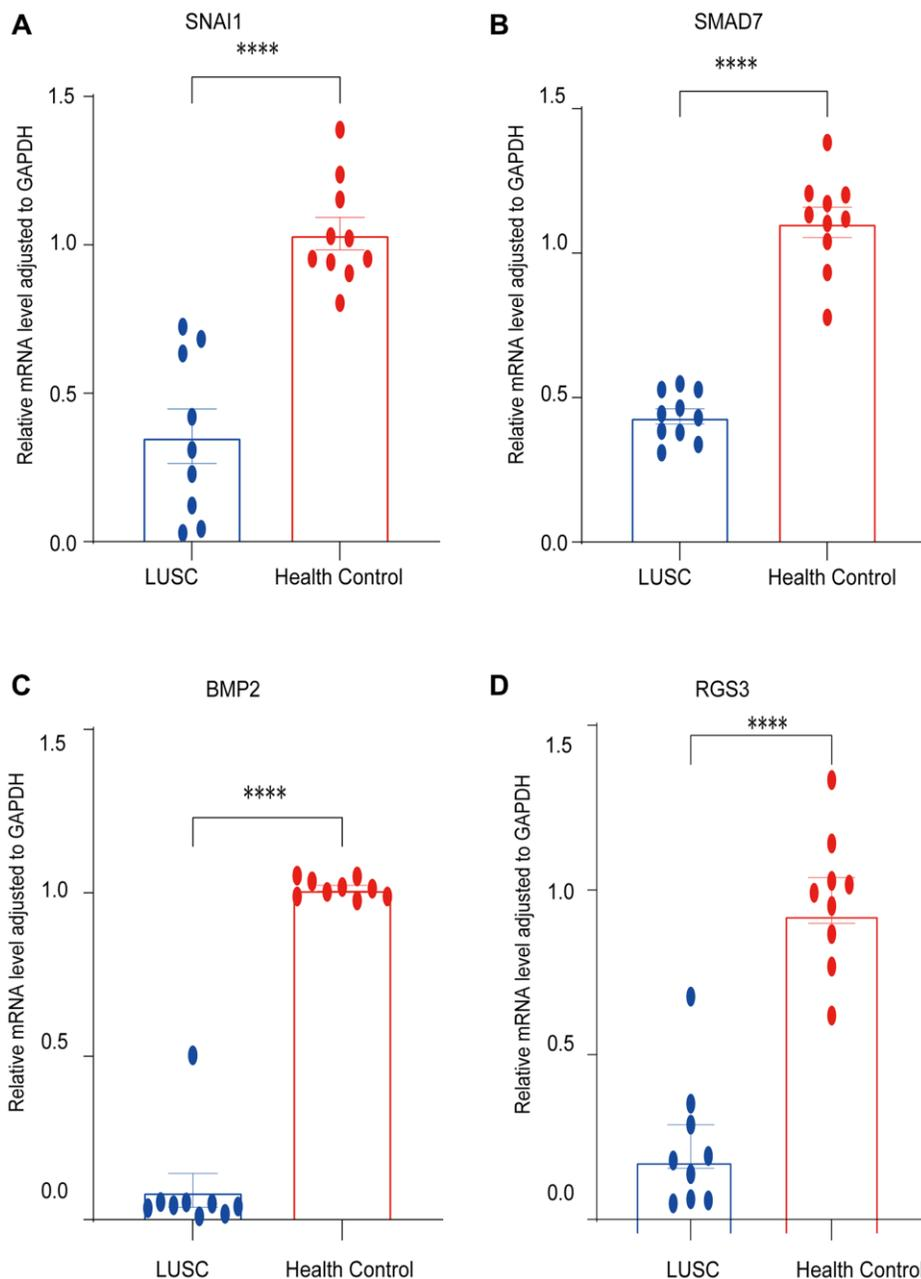 A
SNAI1
****
Relative mRNA level adjusted to GAPDH
1.5
1.0
0.5
0.0
LUSC
Health Control
B
SMAD7
****
Relative mRNA level adjusted to GAPDH
1.5
1.0
0.5
0.0
LUSC
Health Control
C
BMP2
****
Relative mRNA level adjusted to GAPDH
1.5
1.0
0.5
0.0
LUSC
Health Control
D
RGS3
****
Relative mRNA level adjusted to GAPDH
1.5
1.0
0.5
0.0
LUSC
Health Contro